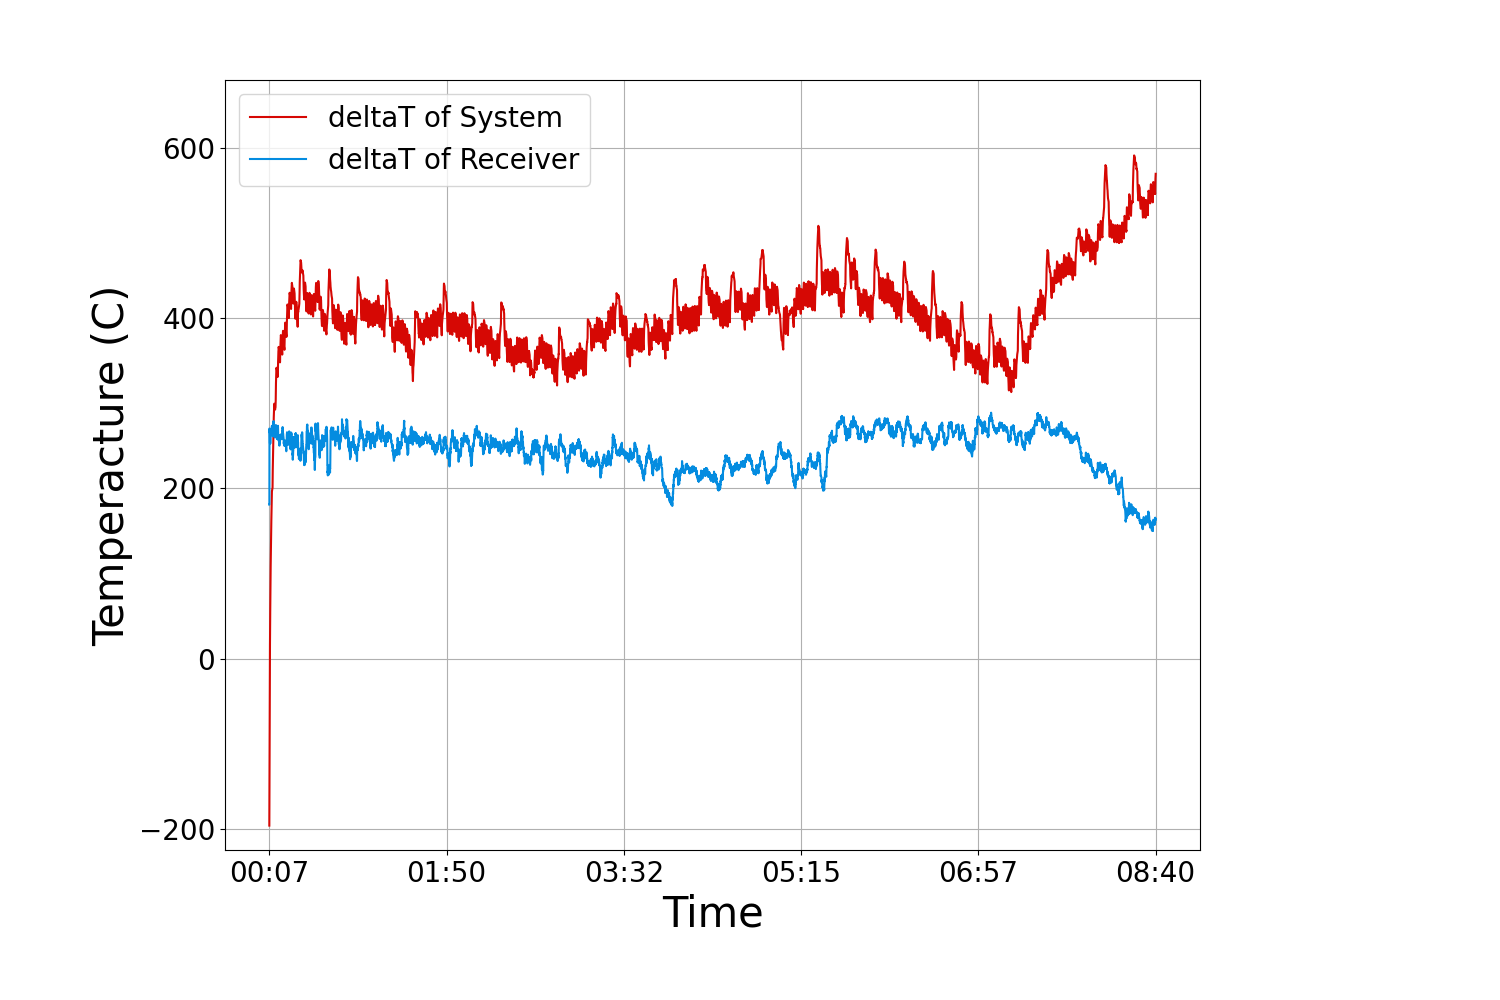 deltaT of System
deltaT of Receiver
600
400
200
0
−200
Temperacture (C)
00:07 01:50 03:32 05:15 06:57 08:40
Time